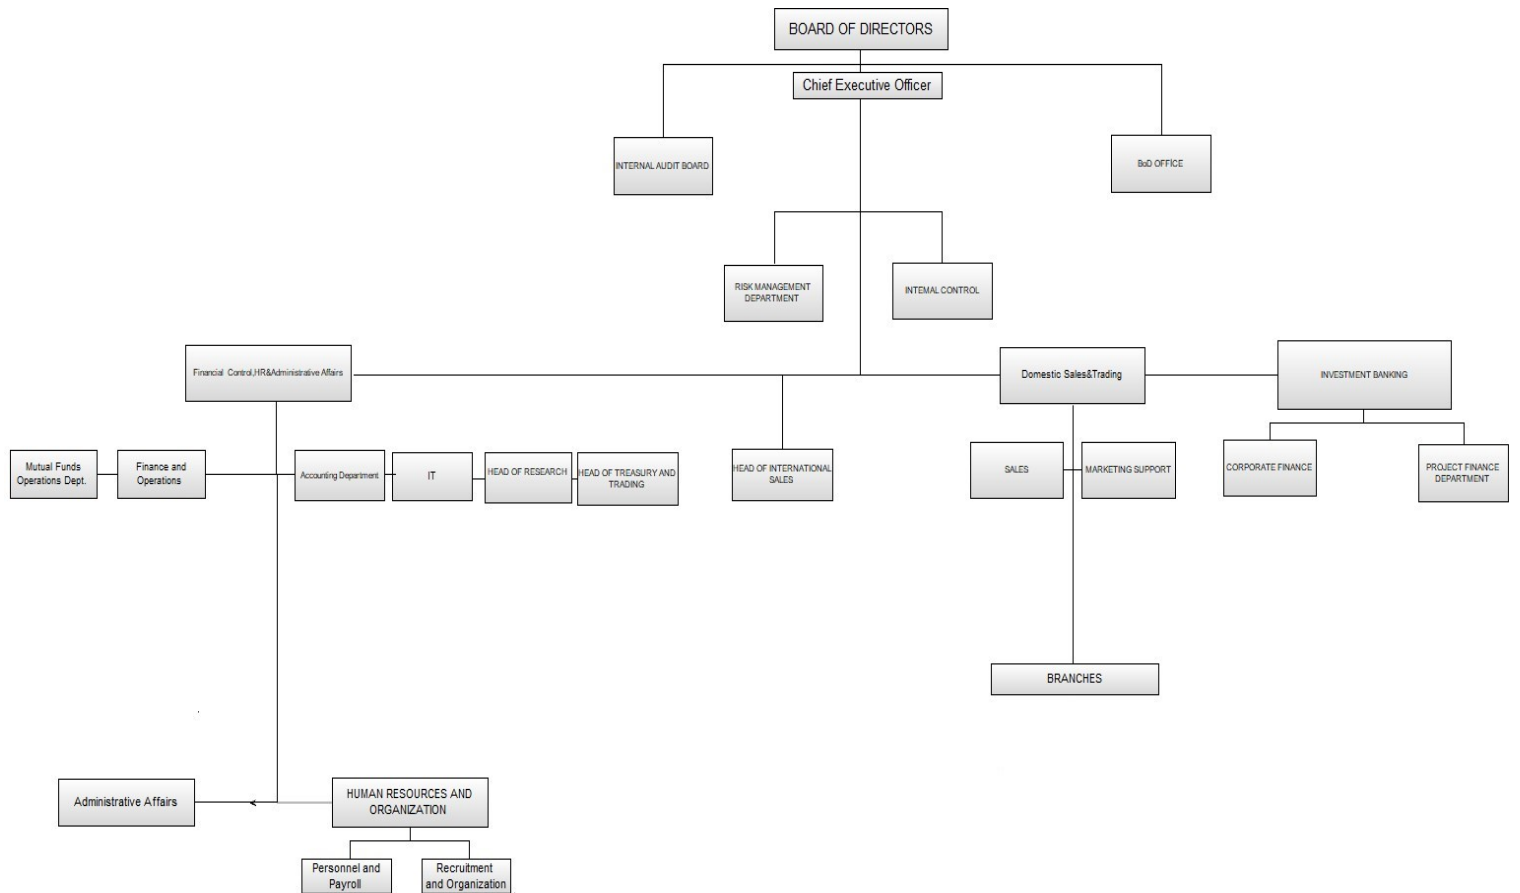 BOARD OF DIRECTORS
Chief Executive Officer
INTERNAL AUDIT BOARD
BoD OFFICE
RISK MANAGEMENT
DEPARTMENT
INTEMAL CONTROL
Financial Control,HR&Administrative Affairs
Domestic Sales&Trading
INVESTMENT BANKING
Mutual Funds
Operations Dept.
Finance and
Operations
Accounting Department
IT
HEAD OF RESEARCH
HEAD OF TREASURY AND
TRADING
HEAD OF INTERNATIONAL
SALES
SALES
MARKETING SUPPORT
CORPORATE FINANCE
PROJECT FINANCE
DEPARTMENT
BRANCHES
Administrative Affairs
HUMAN RESOURCES AND
ORGANIZATION
Personnel and
Payroll
Recruitment
and Organization